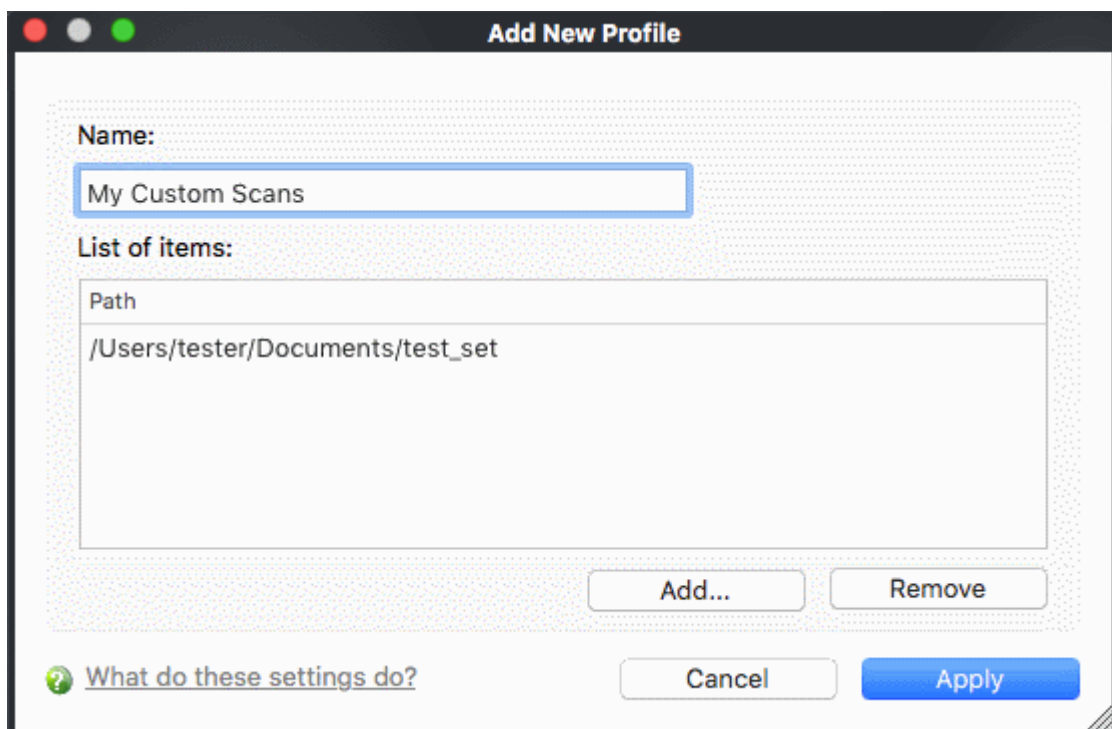 Add New Profile
Name:
My Custom Scans
List of items:
Path
/Users/tester/Documents/test_set
Add... Remove
What do these settings do? Cancel Apply